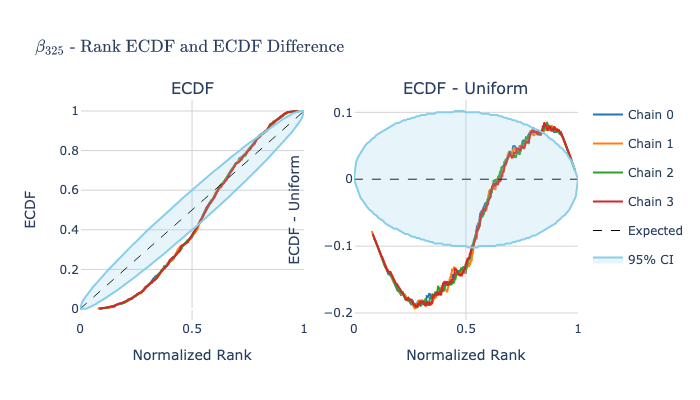 β325 - Rank ECDF and ECDF Difference
ECDF
ECDF - Uniform
1
0.8
0.6
0.4
0.2
0
ECDF
0
0.5
1
Normalized Rank
0.1
0
−0.1
−0.2
ECDF - Uniform
0
0.5
1
Normalized Rank
Chain 0
Chain 1
Chain 2
Chain 3
Expected
95% CI